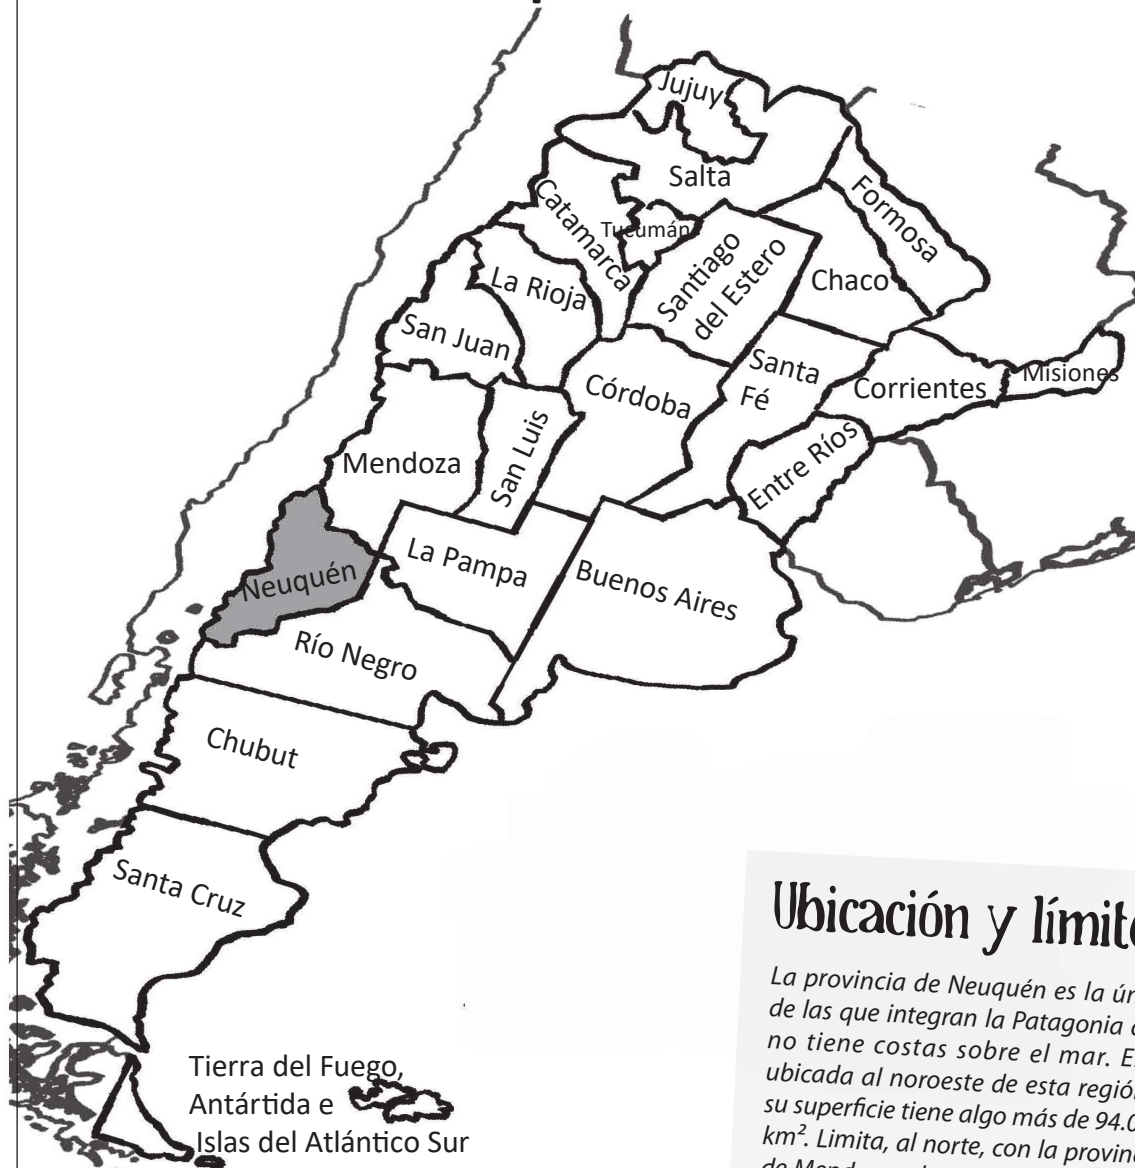 Jujuy
Salta
Formosa
Catamarca
Tucumán
Santiago
del Estero
Chaco
La Rioja
San Juan
Santa
Fé
Corrientes
Misiones
Córdoba
San Luis
Entre Ríos
Mendoza
La Pampa
Buenos Aires
Neuquén
Río Negro
Chubut
Santa Cruz
Tierra del Fuego,
Antártida e
Islas del Atlántico Sur
Ubicación y límit
La provincia de Neuquén es la ún
de las que integran la Patagonia
no tiene costas sobre el mar. E
ubicada al noroeste de esta región
su superficie tiene algo más de 94.0
km². Limita, al norte, con la provin